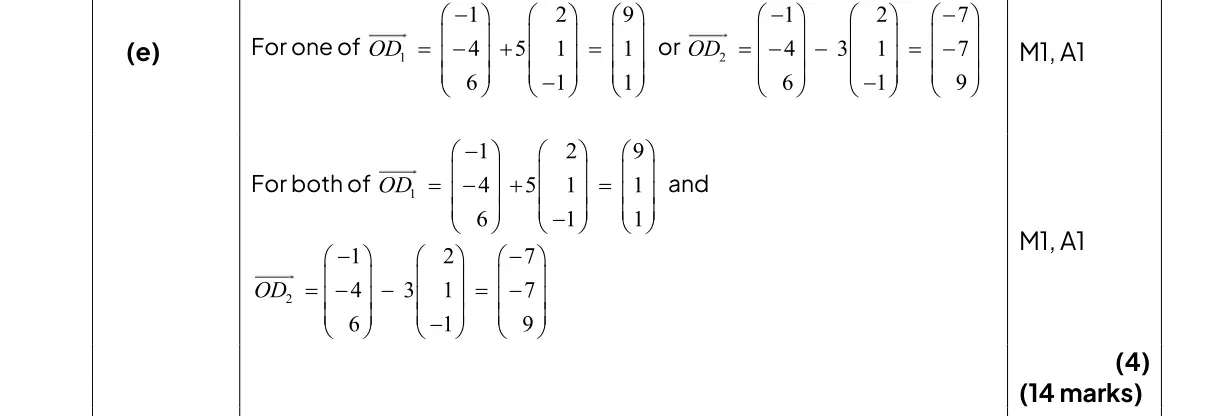 (e) For one of $\overrightarrow{OD_1} = \begin{pmatrix} -1 \\ -4 \\ 6 \end{pmatrix} + 5 \begin{pmatrix} 2 \\ 1 \\ -1 \end{pmatrix} = \begin{pmatrix} 9 \\ 1 \\ 1 \end{pmatrix}$ or $\overrightarrow{OD_2} = \begin{pmatrix} -1 \\ -4 \\ 6 \end{pmatrix} - 3 \begin{pmatrix} 2 \\ 1 \\ -1 \end{pmatrix} = \begin{pmatrix} -7 \\ -7 \\ 9 \end{pmatrix}$ M1, A1
For both of $\overrightarrow{OD_1} = \begin{pmatrix} -1 \\ -4 \\ 6 \end{pmatrix} + 5 \begin{pmatrix} 2 \\ 1 \\ -1 \end{pmatrix} = \begin{pmatrix} 9 \\ 1 \\ 1 \end{pmatrix}$ and
M1, A1
$\overrightarrow{OD_2} = \begin{pmatrix} -1 \\ -4 \\ 6 \end{pmatrix} - 3 \begin{pmatrix} 2 \\ 1 \\ -1 \end{pmatrix} = \begin{pmatrix} -7 \\ -7 \\ 9 \end{pmatrix}$
(4)
(14 marks)